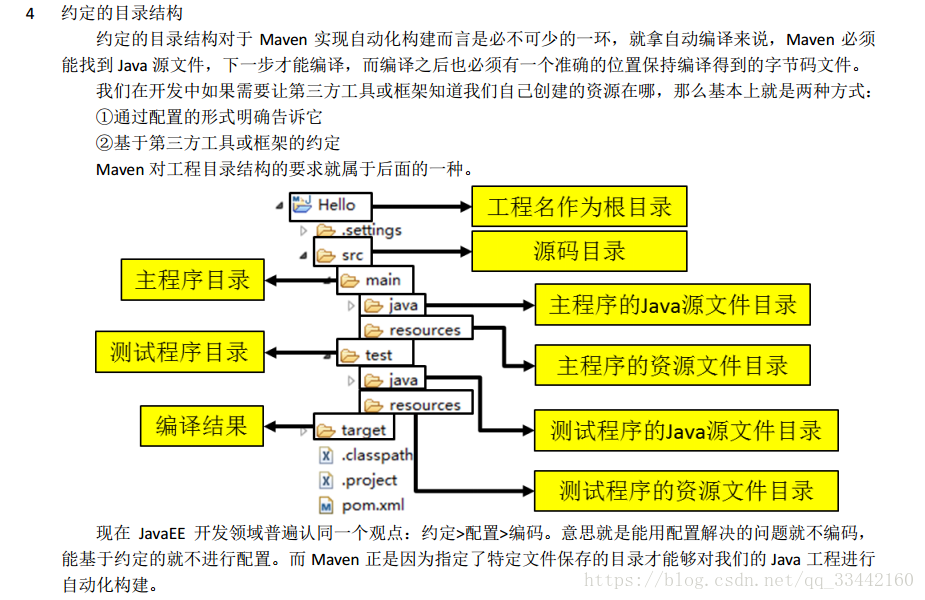 4 约定的目录结构
约定的目录结构对于 Maven 实现自动化构建而言是必不可少的一环，就拿自动编译来说，Maven 必须
能找到 Java 源文件，下一步才能编译，而编译之后也必须有一个准确的位置保持编译得到的字节码文件。
我们在开发中如果需要让第三方工具或框架知道我们自己创建的资源在哪，那么基本上就是两种方式：
①通过配置的形式明确告诉它
②基于第三方工具或框架的约定
Maven 对工程目录结构的要求就属于后面的一种。
Hello
工程名作为根目录
.settings
src
源码目录
主程序目录
main
java
主程序的Java源文件目录
resources
主程序的资源文件目录
测试程序目录
test
java
测试程序的Java源文件目录
resources
测试程序的资源文件目录
编译结果
target
.classpath
.project
pom.xml
现在 JavaEE 开发领域普遍认同一个观点：约定>配置>编码。意思就是能用配置解决的问题就不编码，
能基于约定的就不进行配置。而 Maven 正是因为指定了特定文件保存的目录才能够对我们的 Java 工程进行
自动化构建。
https://blog.csdn.net/qq_33442160